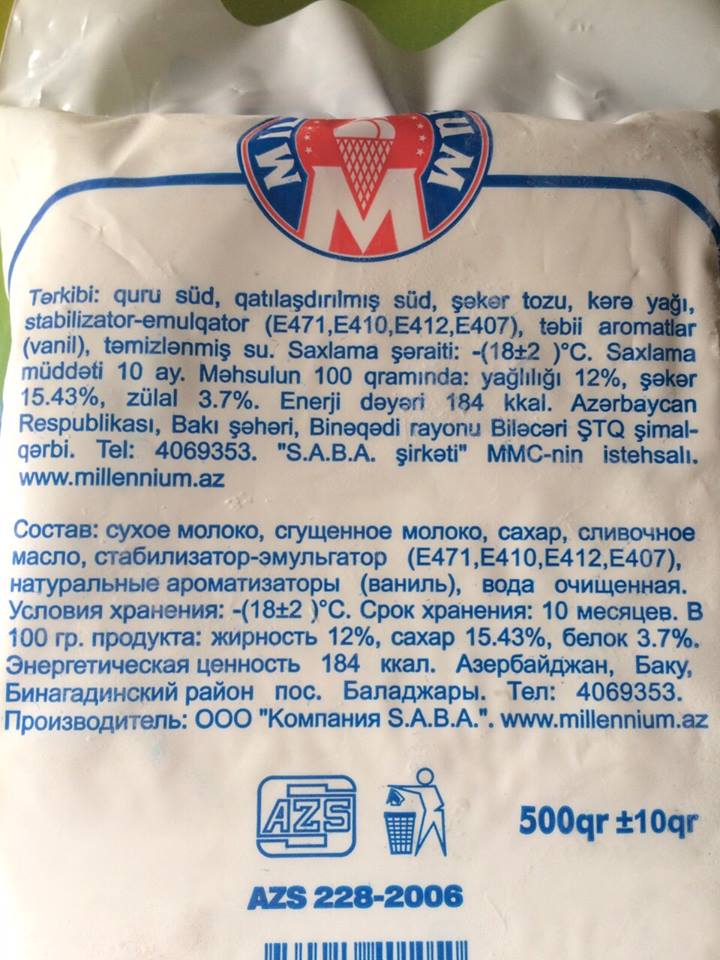 M
Tərkibi: quru süd, qatılaşdırılmış süd, şəkər tozu, kərə yağı,
stabilizator-emulqator (E471,E410,E412,E407), təbii aromatlar
(vanil), təmizlənmiş su. Saxlama şəraiti: -(18±2 )°C. Saxlama
müddəti 10 ay. Məhsulun 100 qramında: yağlılığı 12%, şəkər
15.43%, zülal 3.7%. Enerji dəyəri 184 kkal. Azərbaycan
Respublikası, Bakı şəhəri, Binəqədi rayonu Biləcəri ŞTQ şimal-
qərbi. Tel: 4069353. "S.A.B.A. şirkəti" MMC-nin istehsalı.
www.millennium.az
Состав: сухое молоко, сгущенное молоко, сахар, сливочное
масло, стабилизатор-эмульгатор (E471,E410,E412,E407),
натуральные ароматизаторы (ваниль), вода очищенная.
Условия хранения: -(18±2 )°C. Срок хранения: 10 месяцев. В
100 гр. продукта: жирность 12%, сахар 15.43%, белок 3.7%.
Энергетическая ценность 184 ккал. Азербайджан, Баку,
Бинагадинский район пос. Баладжары. Тел: 4069353.
Производитель: ООО "Компания S.A.B.A.". www.millennium.az
AZS
500qr ±10qr
AZS 228-2006